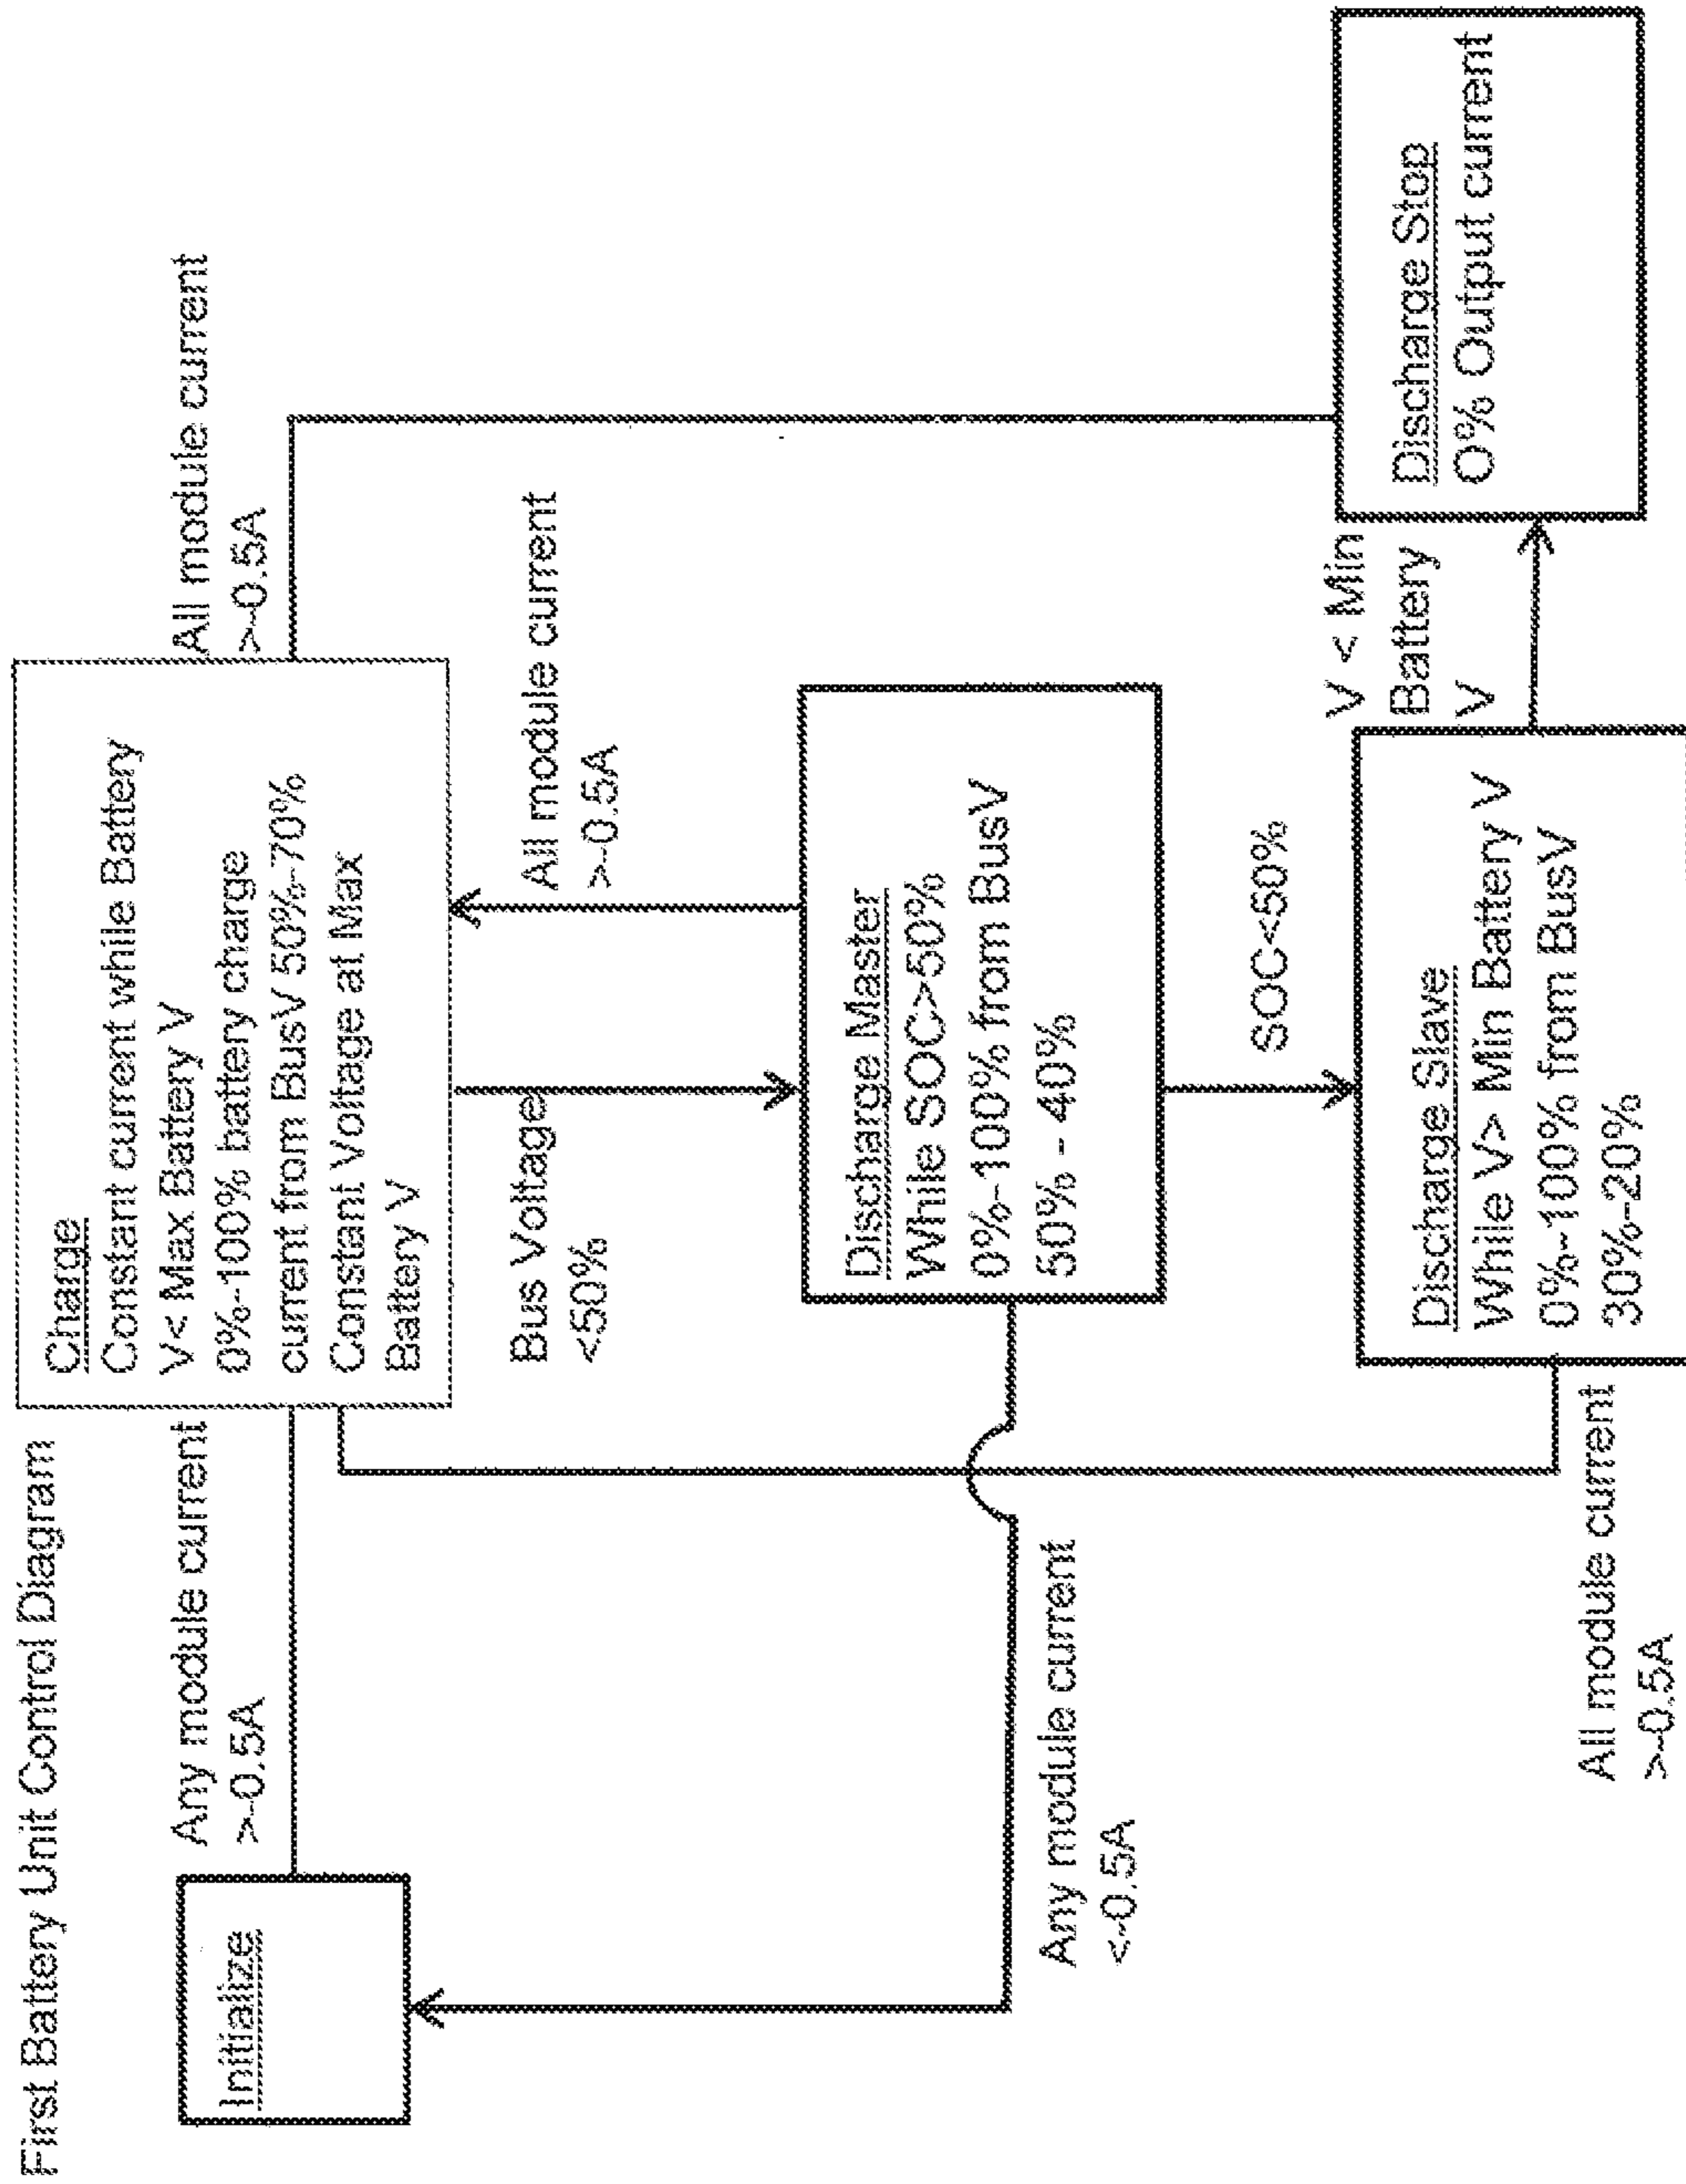 First Battery Unit Control Diagram
Initialize
Any module current
>-0.5A
Charge
Constant current while Battery
V< Max Battery V
0%-100% battery charge
current from BusV 50%-70%
Constant Voltage at Max
Battery V
All module current
>-0.5A
Bus Voltage
<50%
All module current
>-0.5A
Discharge Master
While SOC>50%
0%-100% from BusV
50% - 40%
Any module current
<-0.5A
SOC<50%
Discharge Slave
While V> Min Battery V
0%-100% from BusV
30%-20%
All module current
>-0.5A
V < Min
Battery
V
Discharge Stop
0% Output current